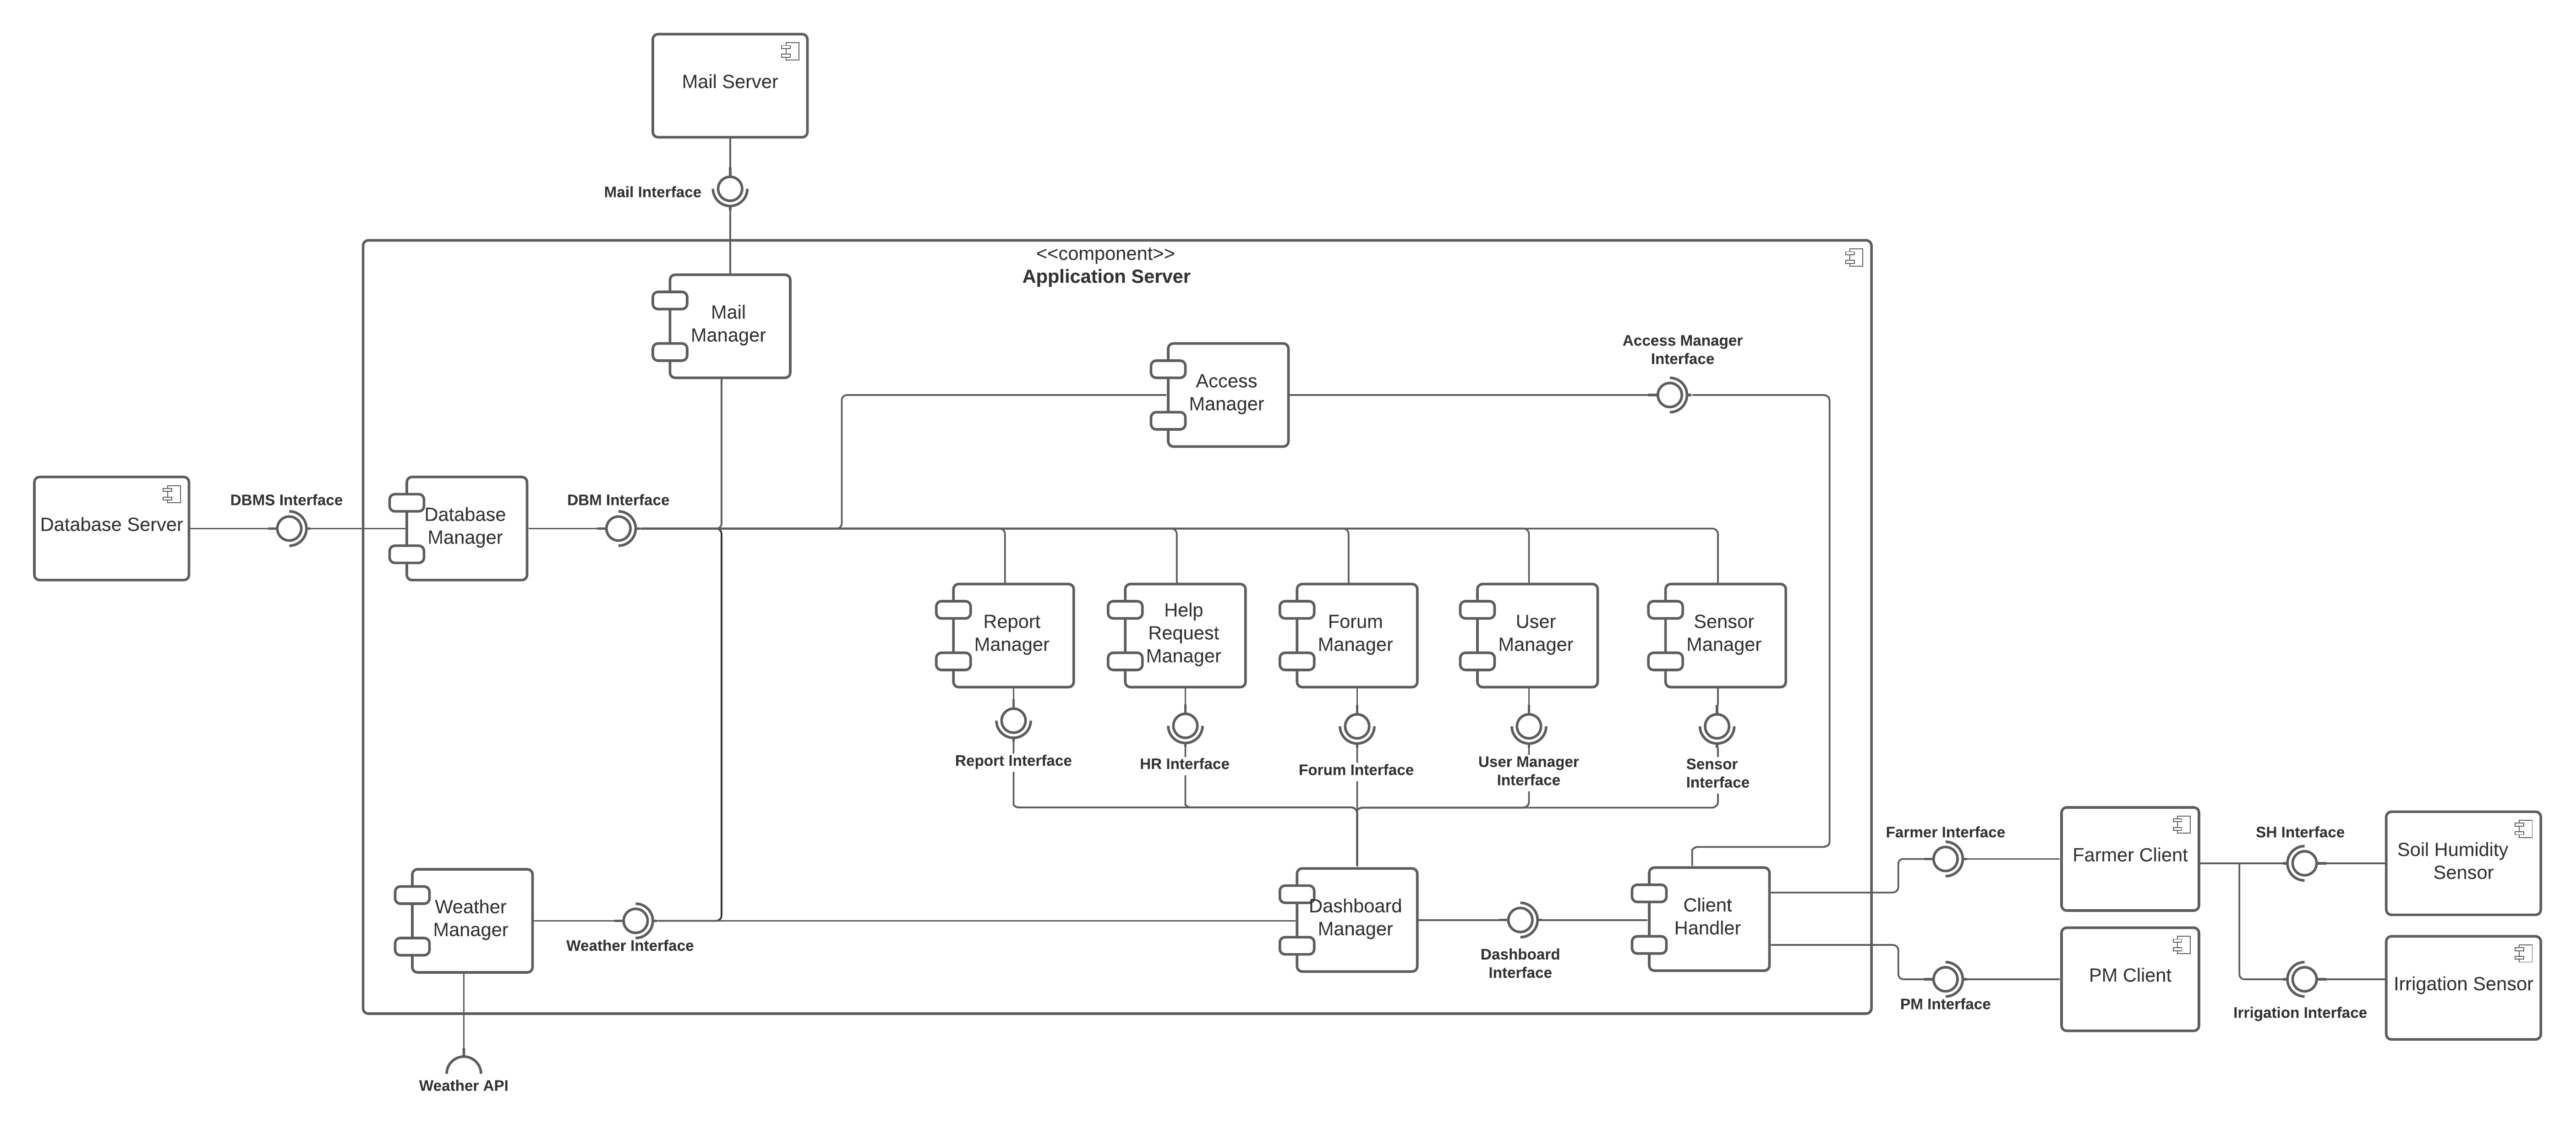 Mail Server
Mail Interface
<<component>>
Application Server
Mail
Manager
Access Manager
Interface
Access
Manager
DBMS Interface
DBM Interface
Database Server
Database
Manager
Report
Manager
Help
Request
Manager
Forum
Manager
User
Manager
Sensor
Manager
Report Interface
HR Interface
Forum Interface
User Manager
Interface
Sensor
Interface
Farmer Interface
Farmer Client
SH Interface
Soil Humidity
Sensor
Weather
Manager
Weather Interface
Dashboard
Manager
Dashboard
Interface
Client
Handler
PM Interface
PM Client
Irrigation Interface
Irrigation Sensor
Weather API